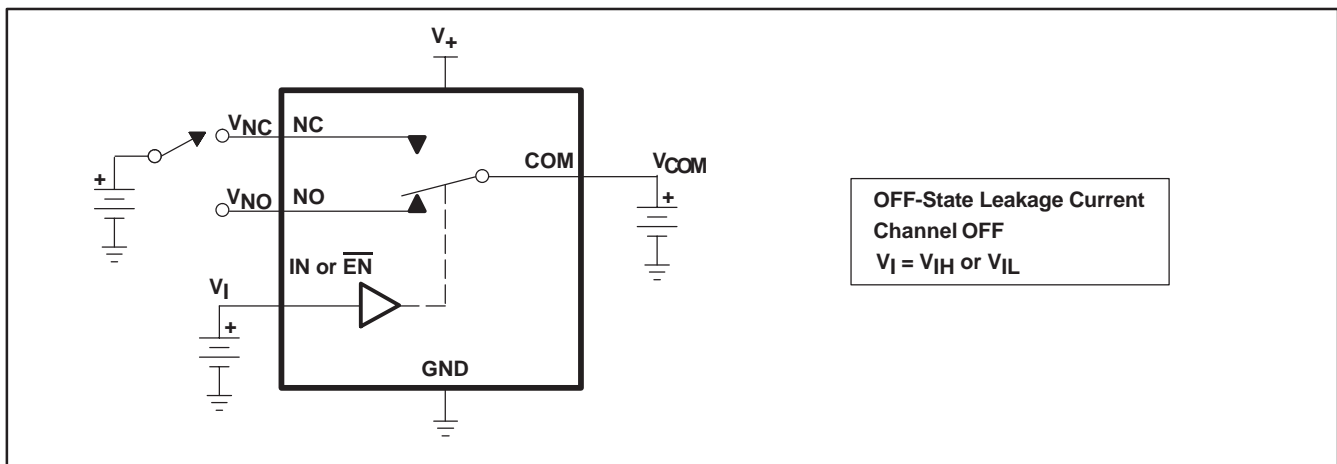 V+
VNC NC
+
COM VCOM
+
VNO NO
IN or E̅N̅
VI
+
GND
OFF-State Leakage Current
Channel OFF
VI = VIH or VIL